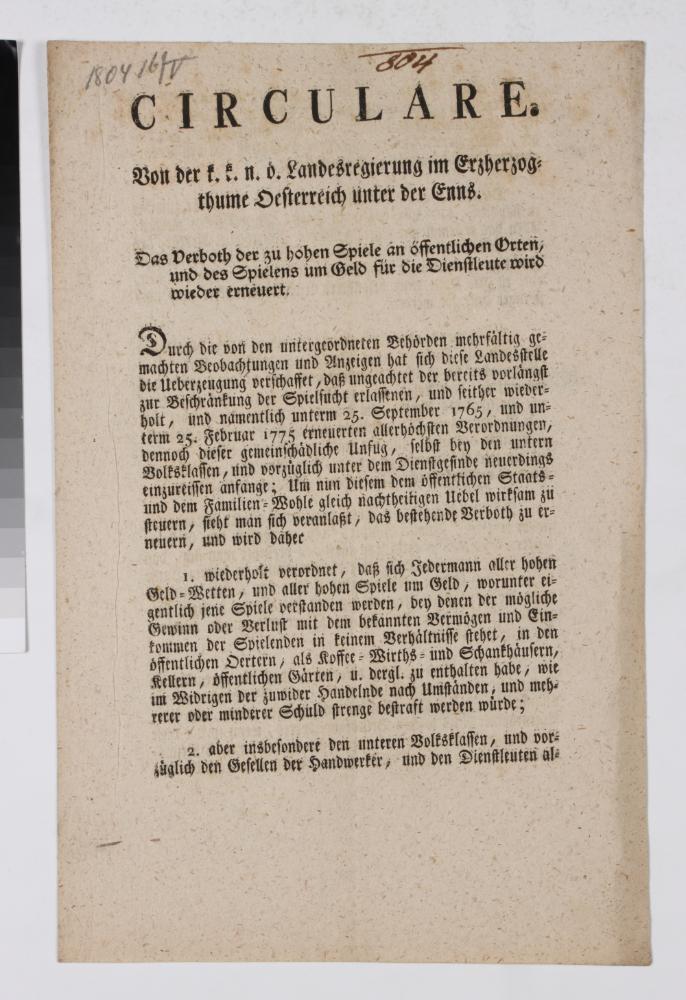 1804 16/IV
804
CIRCULARE.
Von der k. k. n. ö. Landesregierung im Erzherzog-
thume Oesterreich unter der Enns.
Das Verboth der zu hohen Spiele an öffentlichen Orten,
und des Spielens um Geld für die Dienstleute wird
wieder erneuert.
Durch die von den untergeordneten Behörden mehrfältig ge-
machten Beobachtungen und Anzeigen hat sich diese Landesstelle
die Ueberzeugung verschaffet, daß ungeachtet der bereits vorlängst
zur Beschränkung der Spielsucht erlassenen, und seither wieder-
holt, und namentlich unterm 25. September 1765, und un-
term 25. Februar 1775 erneuerten allerhöchsten Verordnungen,
dennoch dieser gemeinschädliche Unfug, selbst bey den untern
Volksklassen, und vorzüglich unter dem Dienstgesinde neuerdings
einzureissen anfange; Um nun diesem dem öffentlichen Staats-
und dem Familien-Wohle gleich nachtheiligen Uebel wirksam zu
steuern, sieht man sich veranlaßt, das bestehende Verboth zu er-
neuern, und wird daher
1. wiederholt verordnet, daß sich Jedermann aller hohen
Geld-Wetten, und aller hohen Spiele um Geld, worunter ei-
gentlich jene Spiele verstanden werden, bey denen der mögliche
Gewinn oder Verlust mit dem bekannten Vermögen und Ein-
kommen der Spielenden in keinem Verhältnisse stehet, in den
öffentlichen Oertern, als Koffee-Wirths- und Schankhäusern,
Kellern, öffentlichen Gärten, u. dergl. zu enthalten habe, wie
im Widrigen der zuwider Handelnde nach Umständen, und meh-
rerer oder minderer Schuld strenge bestraft werden würde;
2. aber insbesondere den unteren Volksklassen, und vor-
züglich den Gesellen der Handwerker, und den Dienstleuten al-